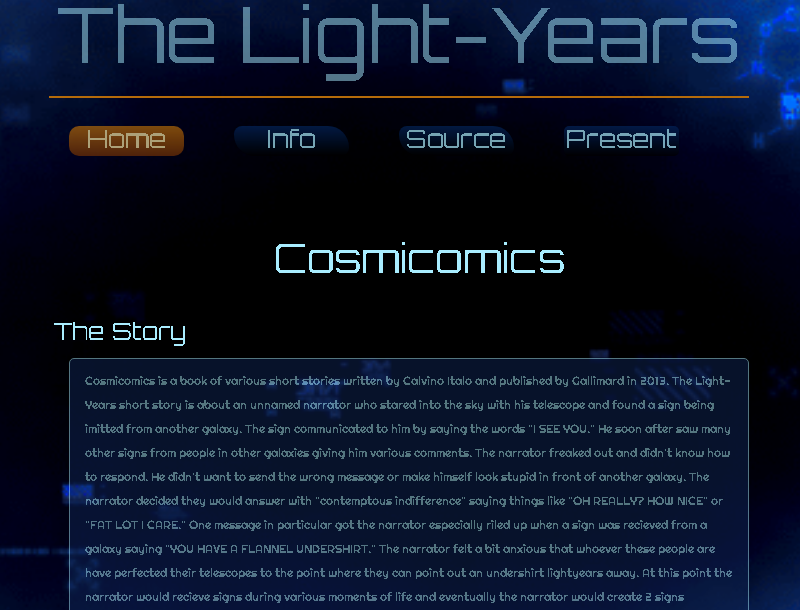 The Light-Years
Home Info Source Present
Cosmicomics
The Story
Cosmicomics is a book of various short stories written by Calvino Italo and published by Gallimard in 2013. The Light-
Years short story is about an unnamed narrator who stared into the sky with his telescope and found a sign being
imitted from another galaxy. The sign communicated to him by saying the words "I SEE YOU." He soon after saw many
other signs from people in other galaxies giving him various comments. The narrator freaked out and didn't know how
to respond. He didn't want to send the wrong message or make himself look stupid in front of another galaxy. The
narrator decided they would answer with "contemptous indifference" saying things like "OH REALLY? HOW NICE" or
"FAT LOT I CARE." One message in particular got the narrator especially riled up when a sign was recieved from a
galaxy saying "YOU HAVE A FLANNEL UNDERSHIRT." The narrator felt a bit anxious that whoever these people are
have perfected their telescopes to the point where they can point out an undershirt lightyears away. At this point the
narrator would recieve signs during various moments of life and eventually the narrator would create 2 signs